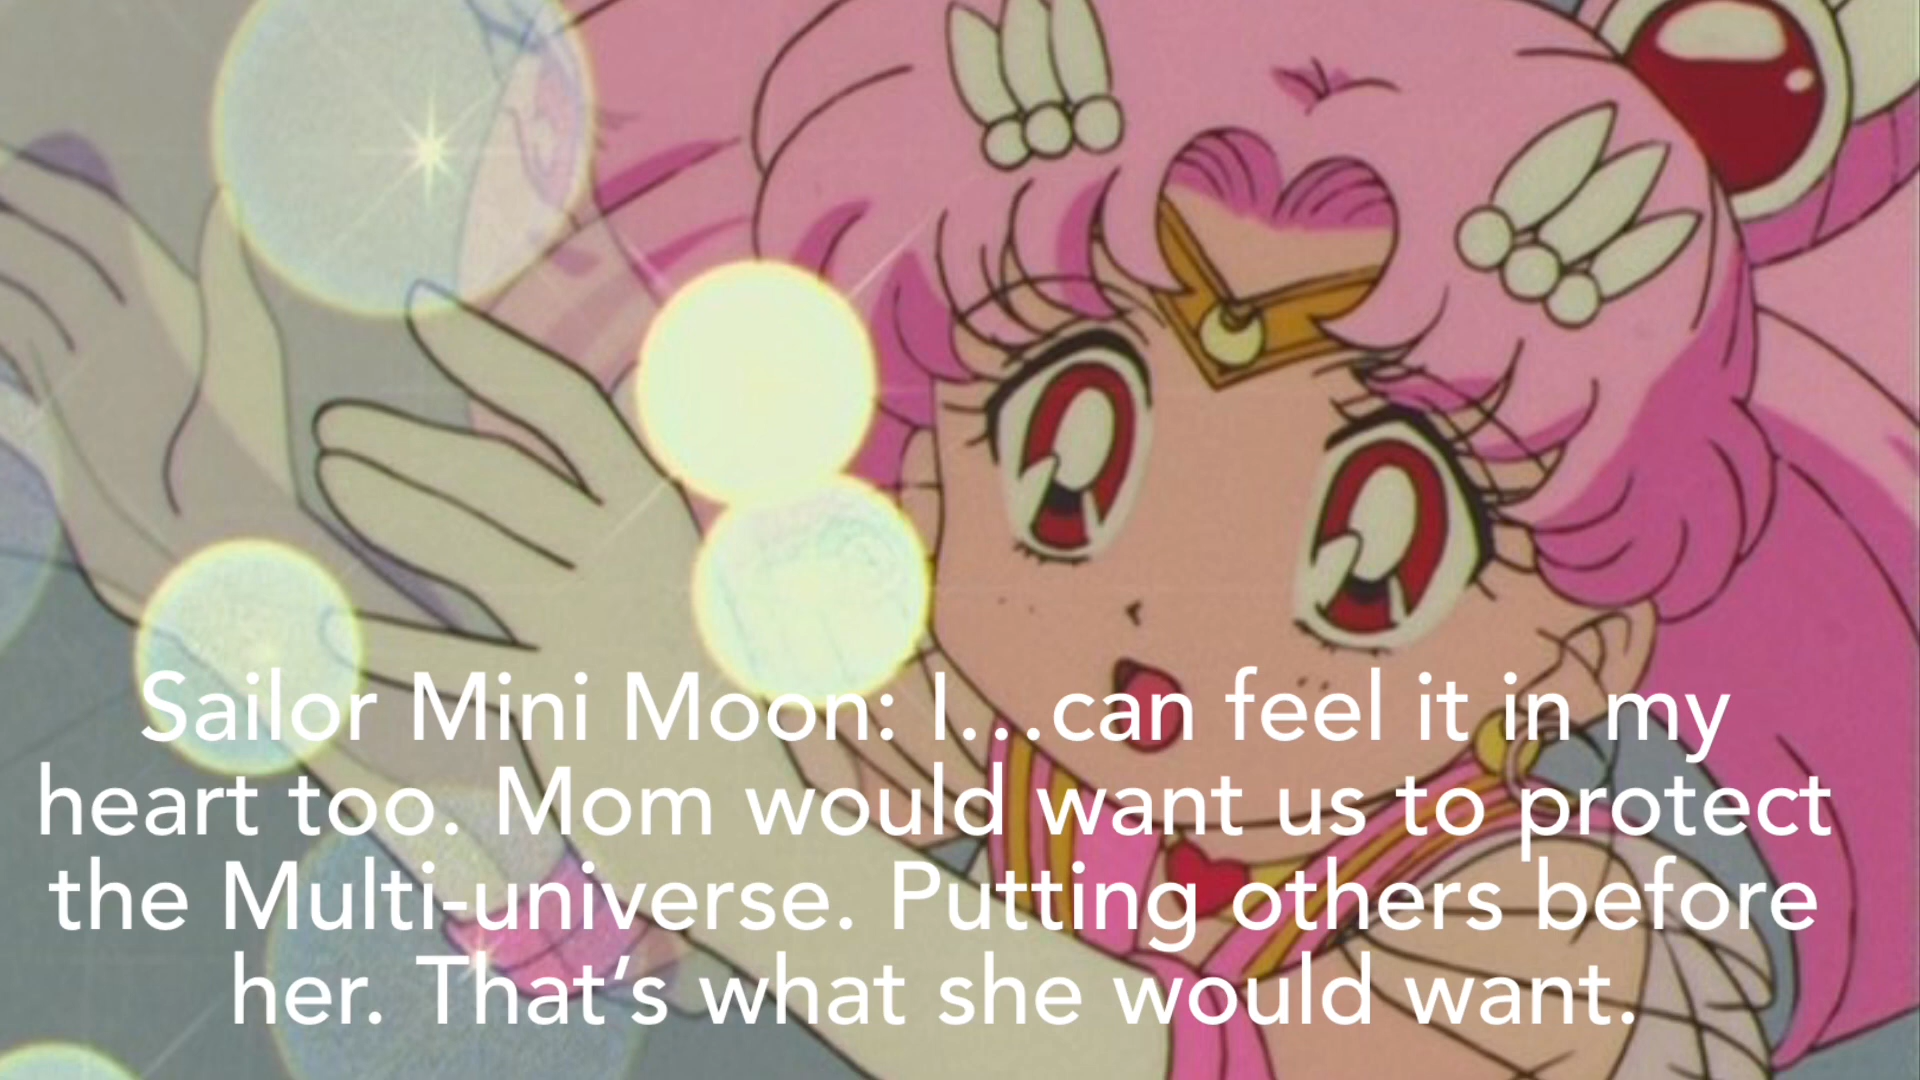 Sailor Mini Moon: I...can feel it in my
heart too. Mom would want us to protect
the Multi-universe. Putting others before
her. That’s what she would want.